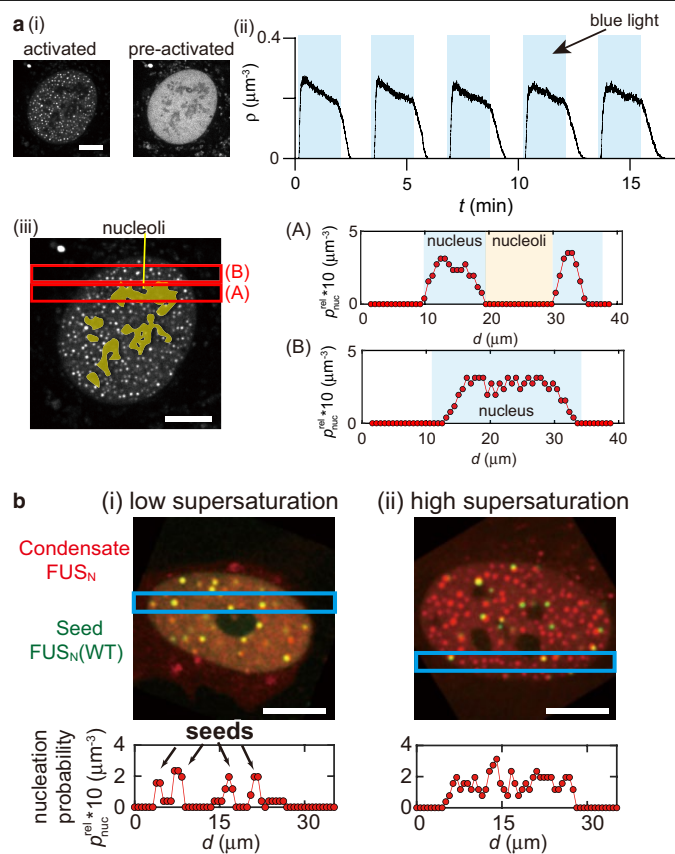 a (i)
activated
pre-activated
(ii)
blue light
0.4
0.2
0
ρ (μm-3)
0 5 10 15
t (min)
(iii)
nucleoli
(B)
(A)
(A)
5
0
p_nuc^rel*10 (μm-3)
nucleus
nucleoli
0 10 20 30 40
d (μm)
(B)
5
0
p_nuc^rel*10 (μm-3)
nucleus
0 10 20 30 40
d (μm)
b
(i) low supersaturation
(ii) high supersaturation
Condensate
FUS_N
Seed
FUS_N(WT)
seeds
nucleation
probability
p_nuc^rel*10 (μm-3)
4
2
0
0 15 30
d (μm)
4
2
0
0 15 30
d (μm)